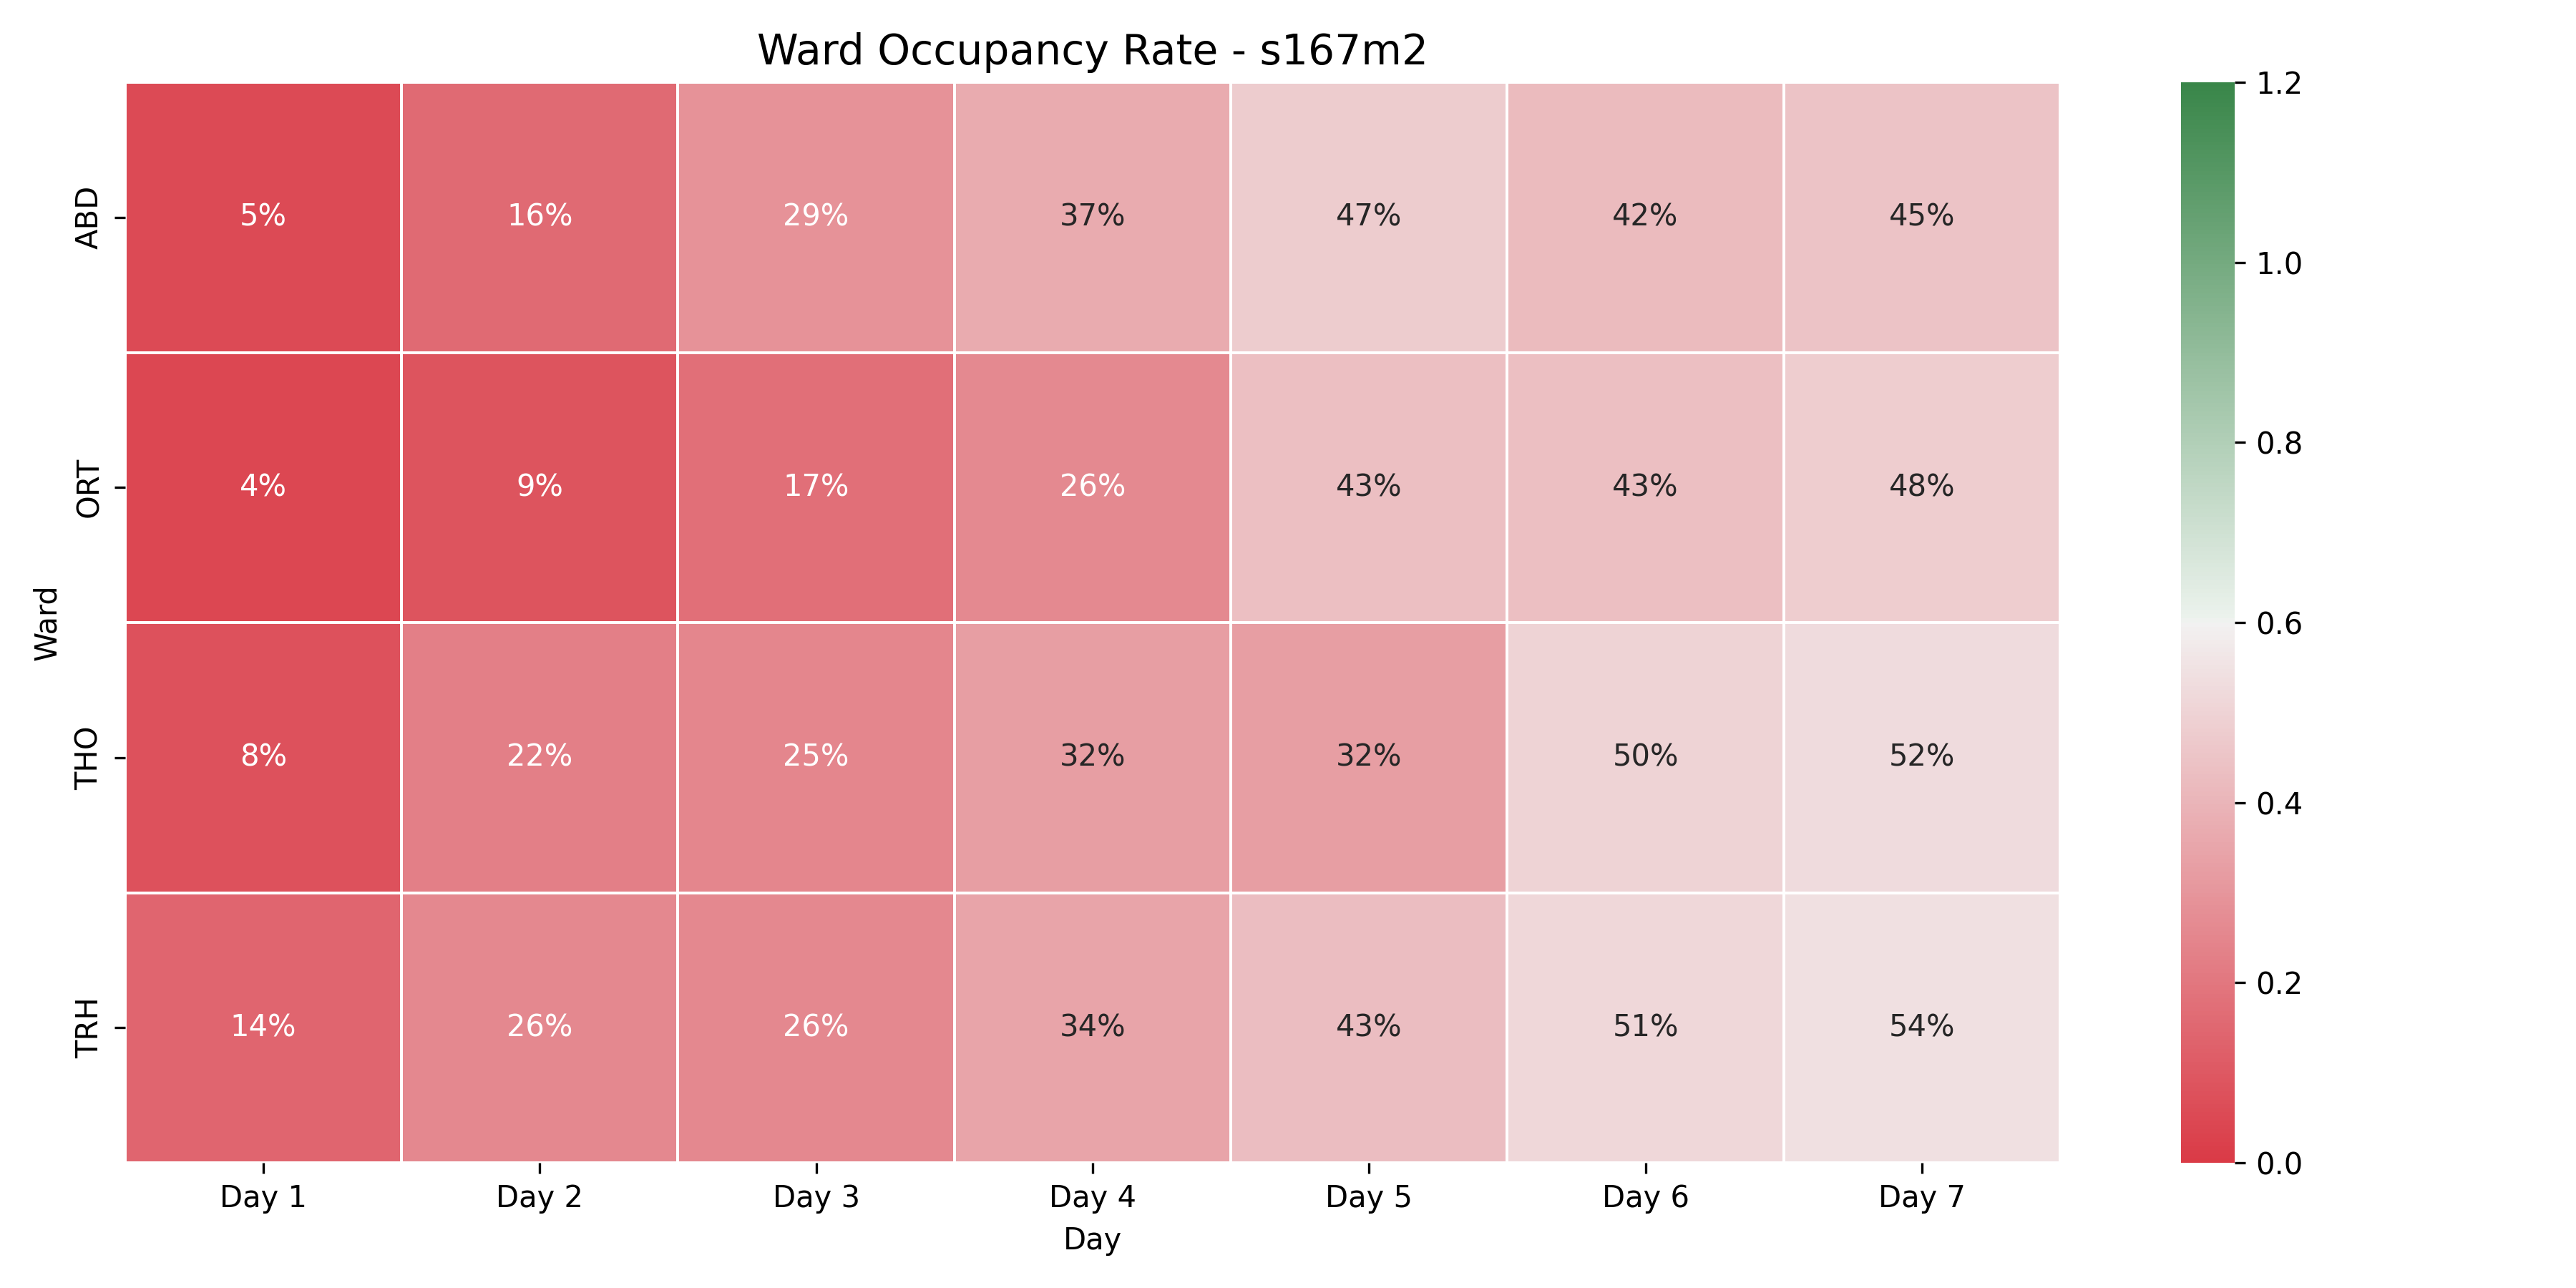 Ward Occupancy Rate - s167m2
Ward
ABD 5% 16% 29% 37% 47% 42% 45%
ORT 4% 9% 17% 26% 43% 43% 48%
THO 8% 22% 25% 32% 32% 50% 52%
TRH 14% 26% 26% 34% 43% 51% 54%
Day 1 Day 2 Day 3 Day 4 Day 5 Day 6 Day 7
Day
1.2
1.0
0.8
0.6
0.4
0.2
0.0